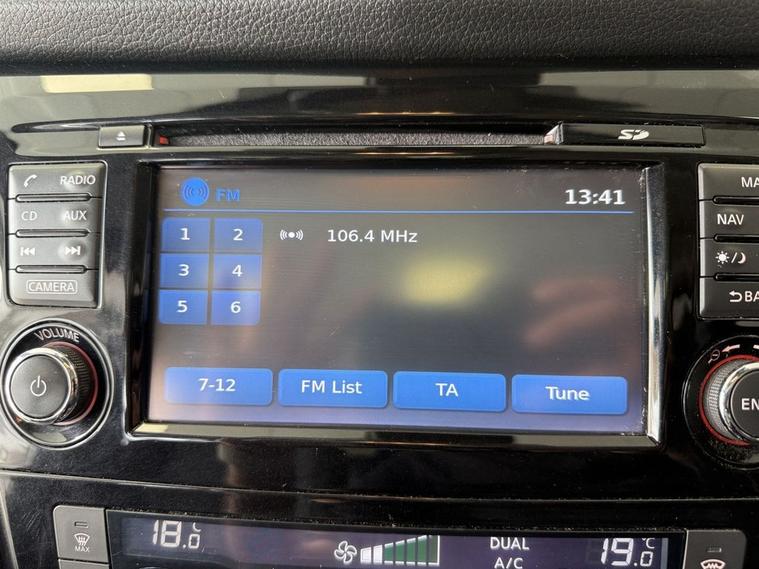 SD
RADIO
CD AUX
CAMERA
VOLUME
FM 13:41
1 2 106.4 MHz
3 4
5 6
7-12 FM List TA Tune
NAV
MAX
18.0 °C
DUAL
A/C
19.0 °C